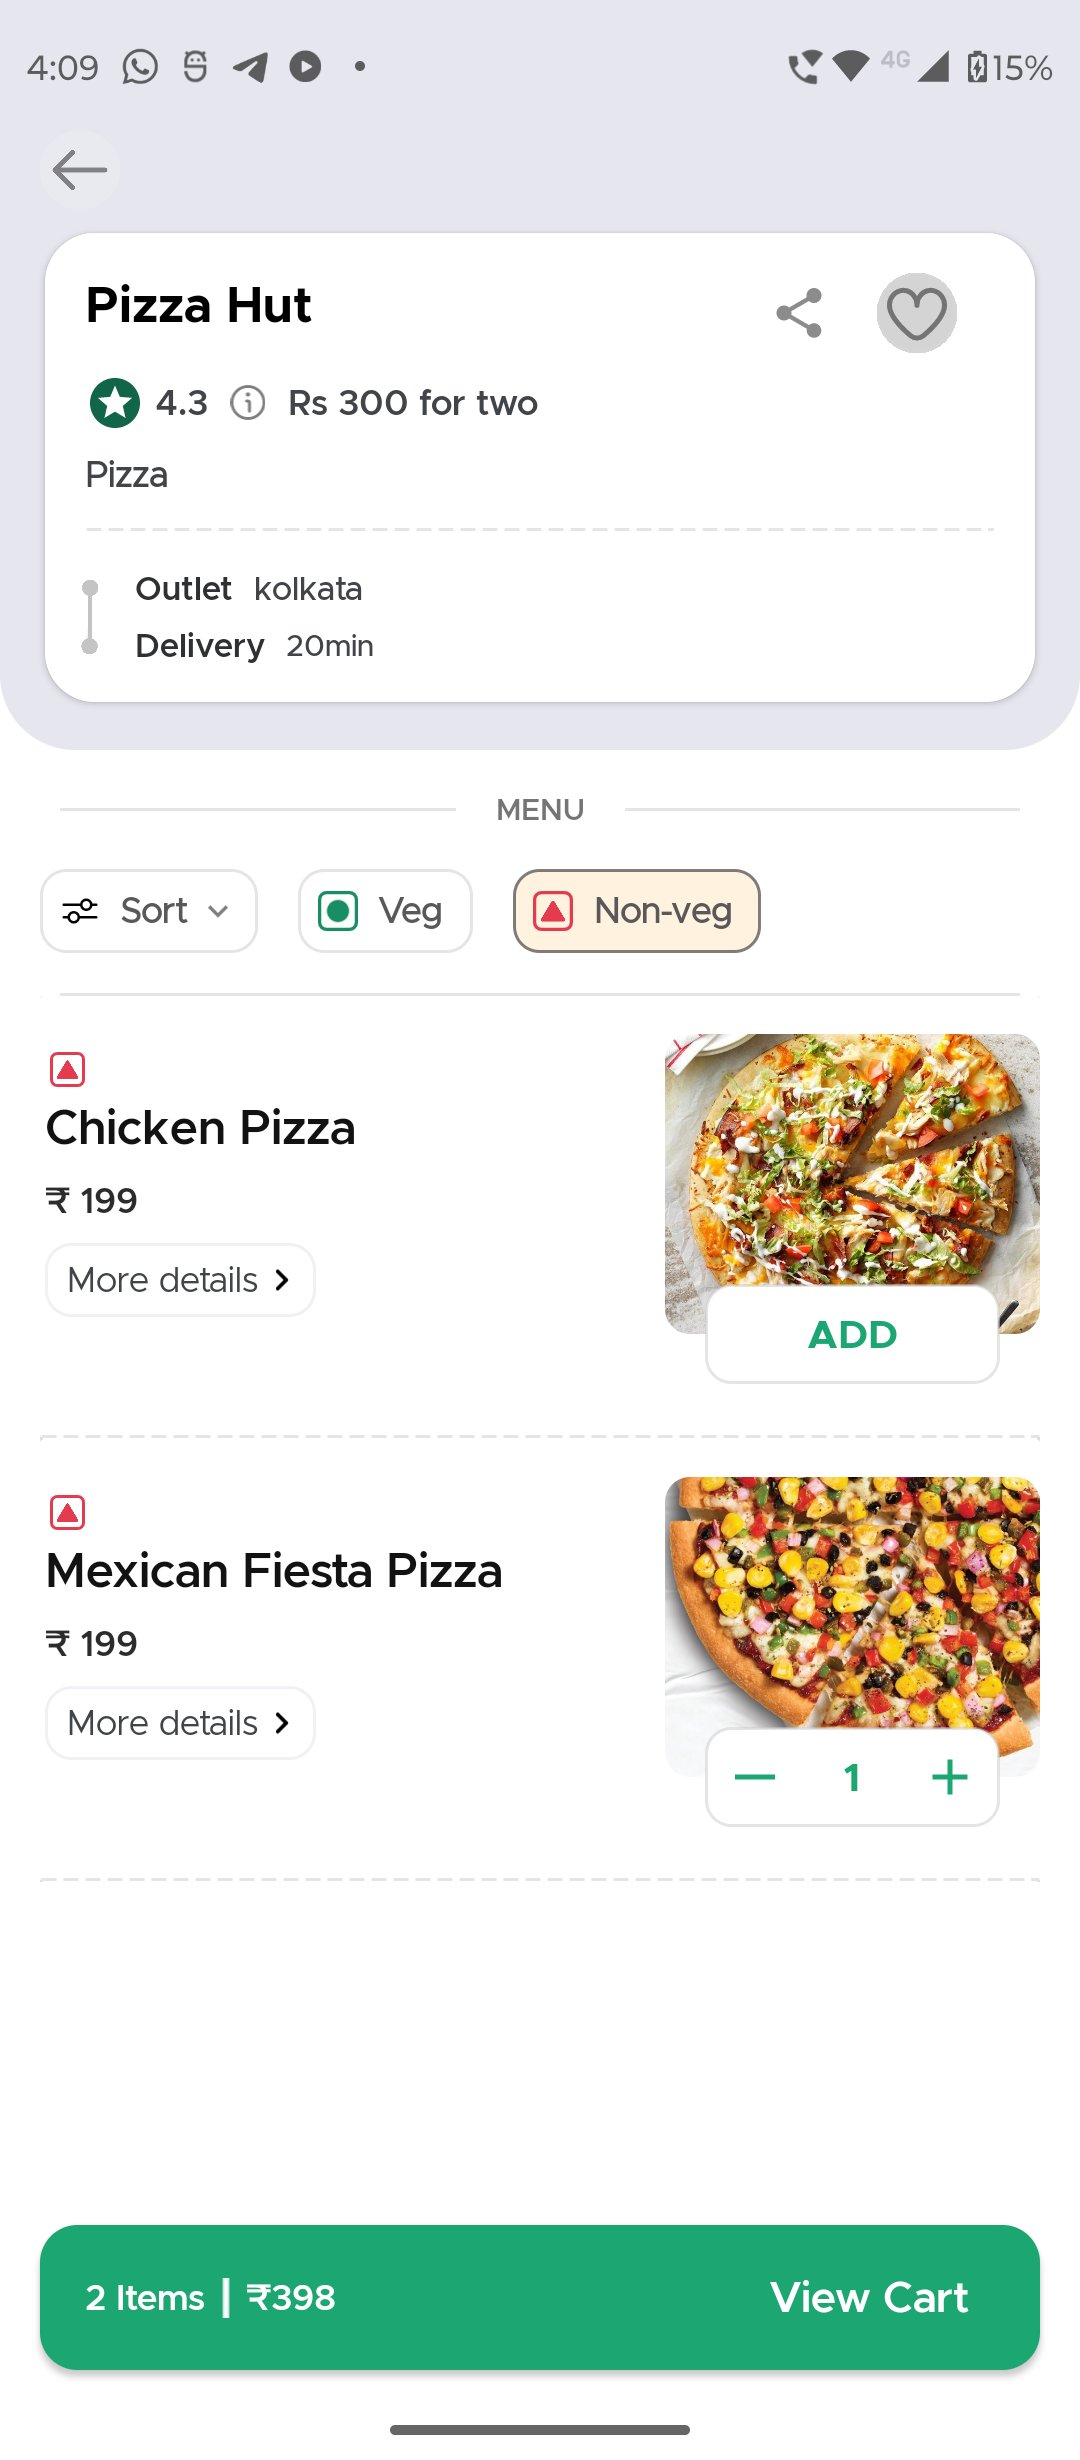 4:09 4G 15%
Pizza Hut
4.3 Rs 300 for two
Pizza
Outlet kolkata
Delivery 20min
MENU
Sort Veg Non-veg
Chicken Pizza
₹ 199
More details
ADD
Mexican Fiesta Pizza
₹ 199
More details
1
2 Items | ₹398 View Cart